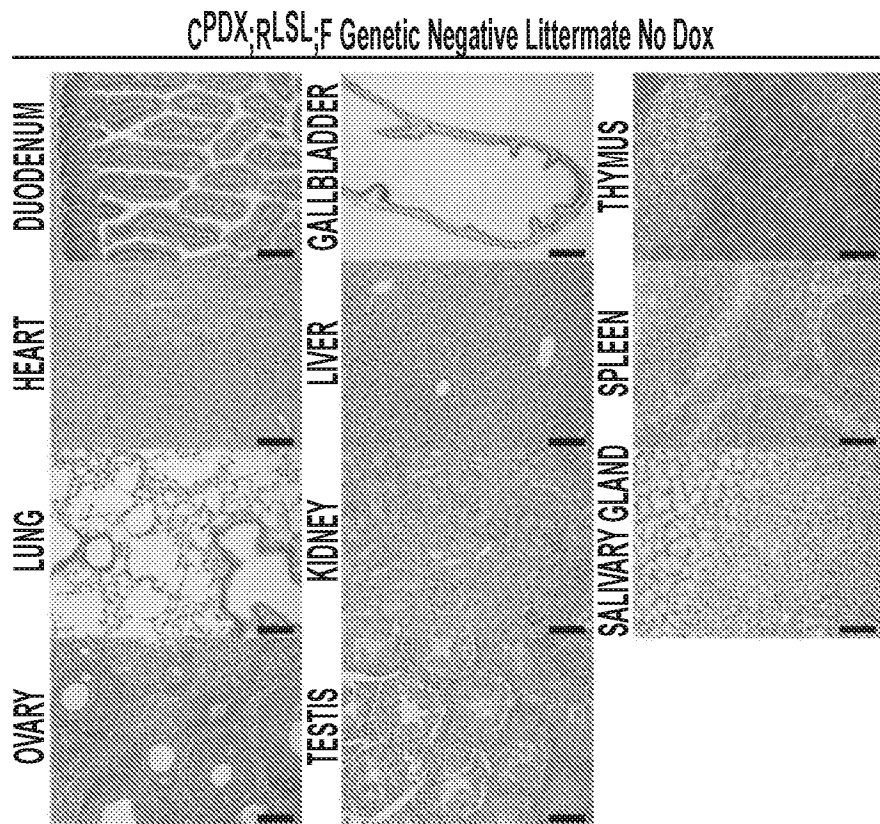 CPDX;RLSL;F Genetic Negative Littermate No Dox
DUODENUM
GALLBLADDER
THYMUS
HEART
LIVER
SPLEEN
LUNG
KIDNEY
SALIVARY GLAND
OVARY
TESTIS